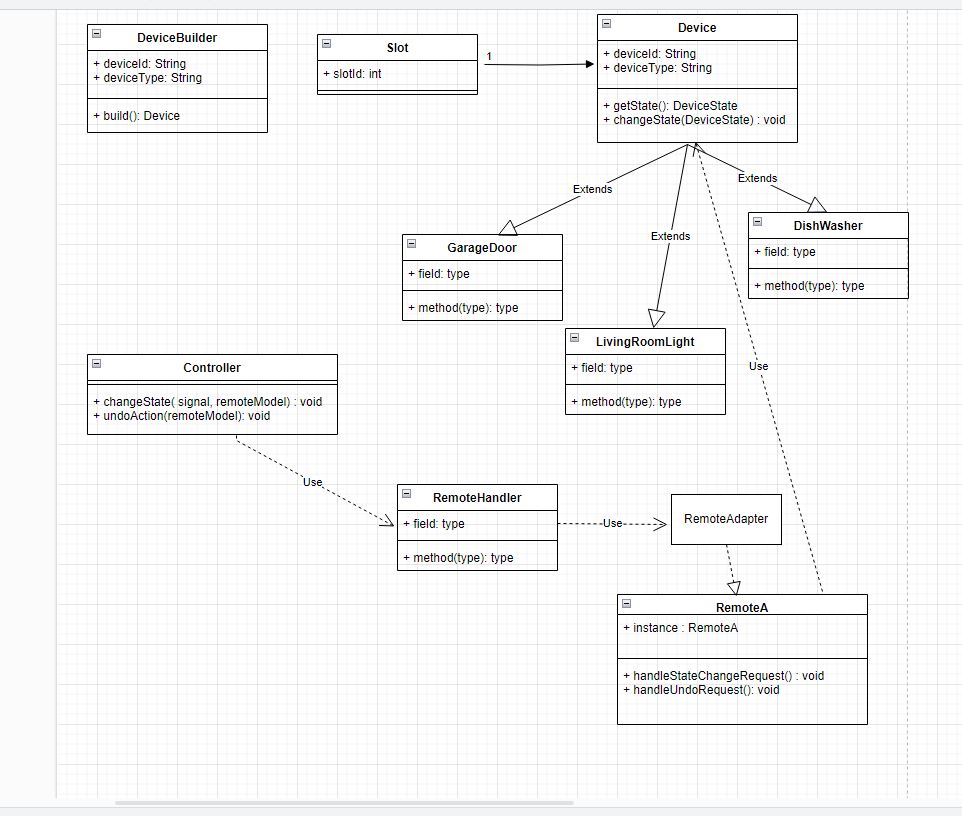 DeviceBuilder
+ deviceId: String
+ deviceType: String
+ build(): Device
Slot
+ slotId: int
1
Device
+ deviceId: String
+ deviceType: String
+ getState(): DeviceState
+ changeState(DeviceState) : void
Extends
Extends
Extends
GarageDoor
+ field: type
+ method(type): type
DishWasher
+ field: type
+ method(type): type
LivingRoomLight
+ field: type
+ method(type): type
Use
Controller
+ changeState( signal, remoteModel) : void
+ undoAction(remoteModel): void
Use
RemoteHandler
+ field: type
+ method(type): type
Use
RemoteAdapter
RemoteA
+ instance : RemoteA
+ handleStateChangeRequest() : void
+ handleUndoRequest(): void